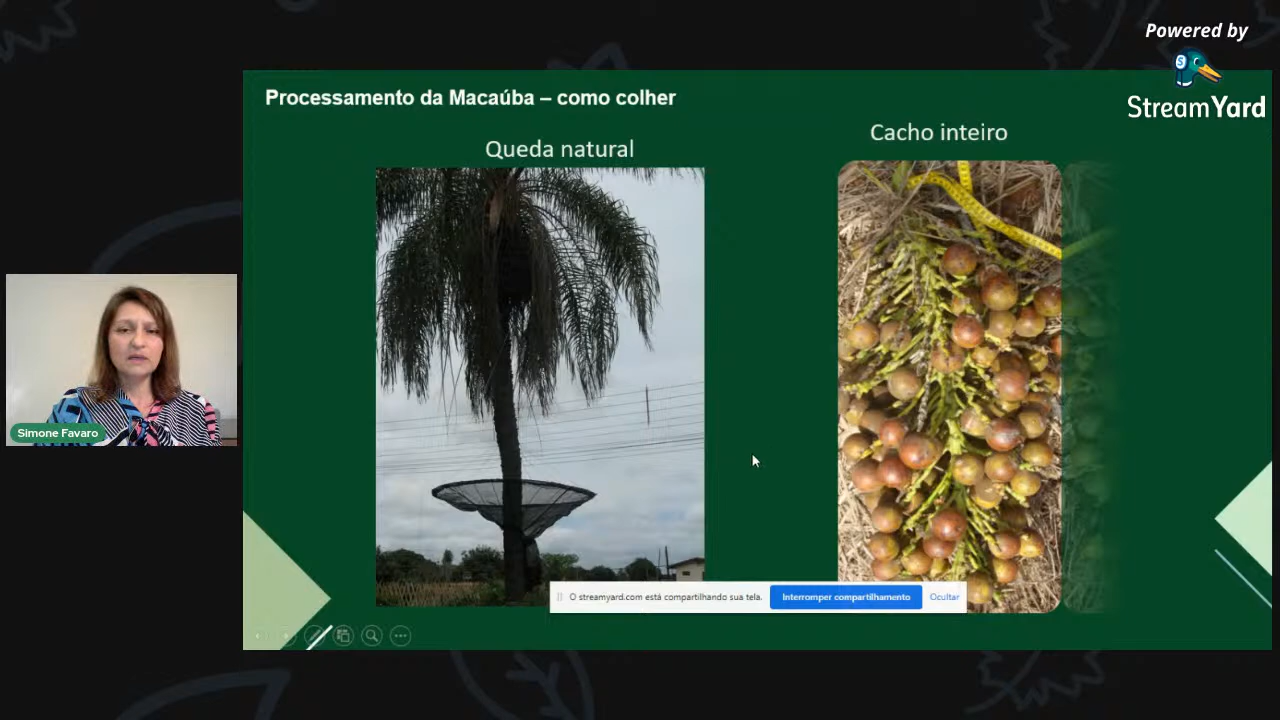 Powered by
StreamYard
Processamento da Macaúba – como colher
Queda natural
Cacho inteiro
Simone Favaro
O streamyard.com está compartilhando sua tela.
Interromper compartilhamento
Ocultar